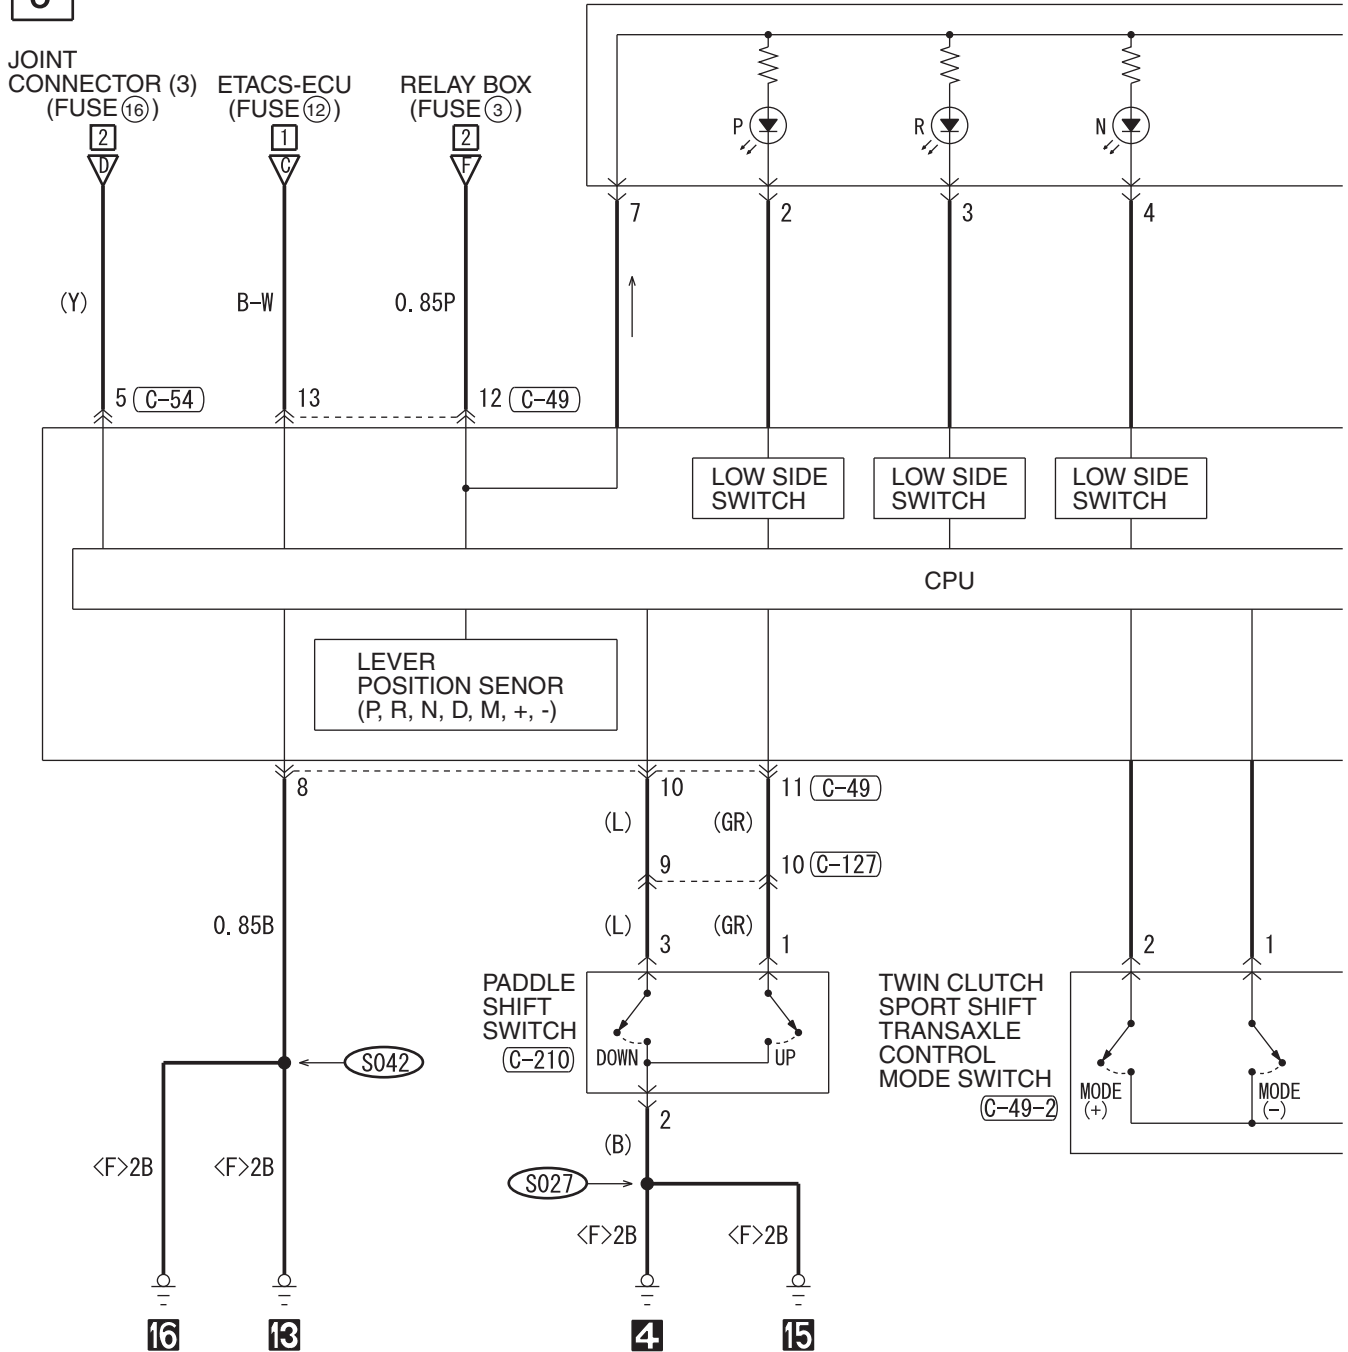 JOINT
CONNECTOR (3)
(FUSE 16)
ETACS-ECU
(FUSE 12)
RELAY BOX
(FUSE 3)
2
1
2
D
C
F
P
R
N
7
2
3
4
(Y)
B-W
0. 85P
5
C-54
13
12
C-49
LOW SIDE
SWITCH
LOW SIDE
SWITCH
LOW SIDE
SWITCH
CPU
LEVER
POSITION SENOR
(P, R, N, D, M, +, -)
8
10
11
C-49
(L)
(GR)
9
10
C-127
0. 85B
(L)
(GR)
3
1
2
1
PADDLE
SHIFT
SWITCH
C-210
DOWN
UP
TWIN CLUTCH
SPORT SHIFT
TRANSAXLE
CONTROL
MODE SWITCH
C-49-2
MODE
(+)
MODE
(-)
S042
2
(B)
<F>2B
<F>2B
S027
<F>2B
<F>2B
16
13
4
15